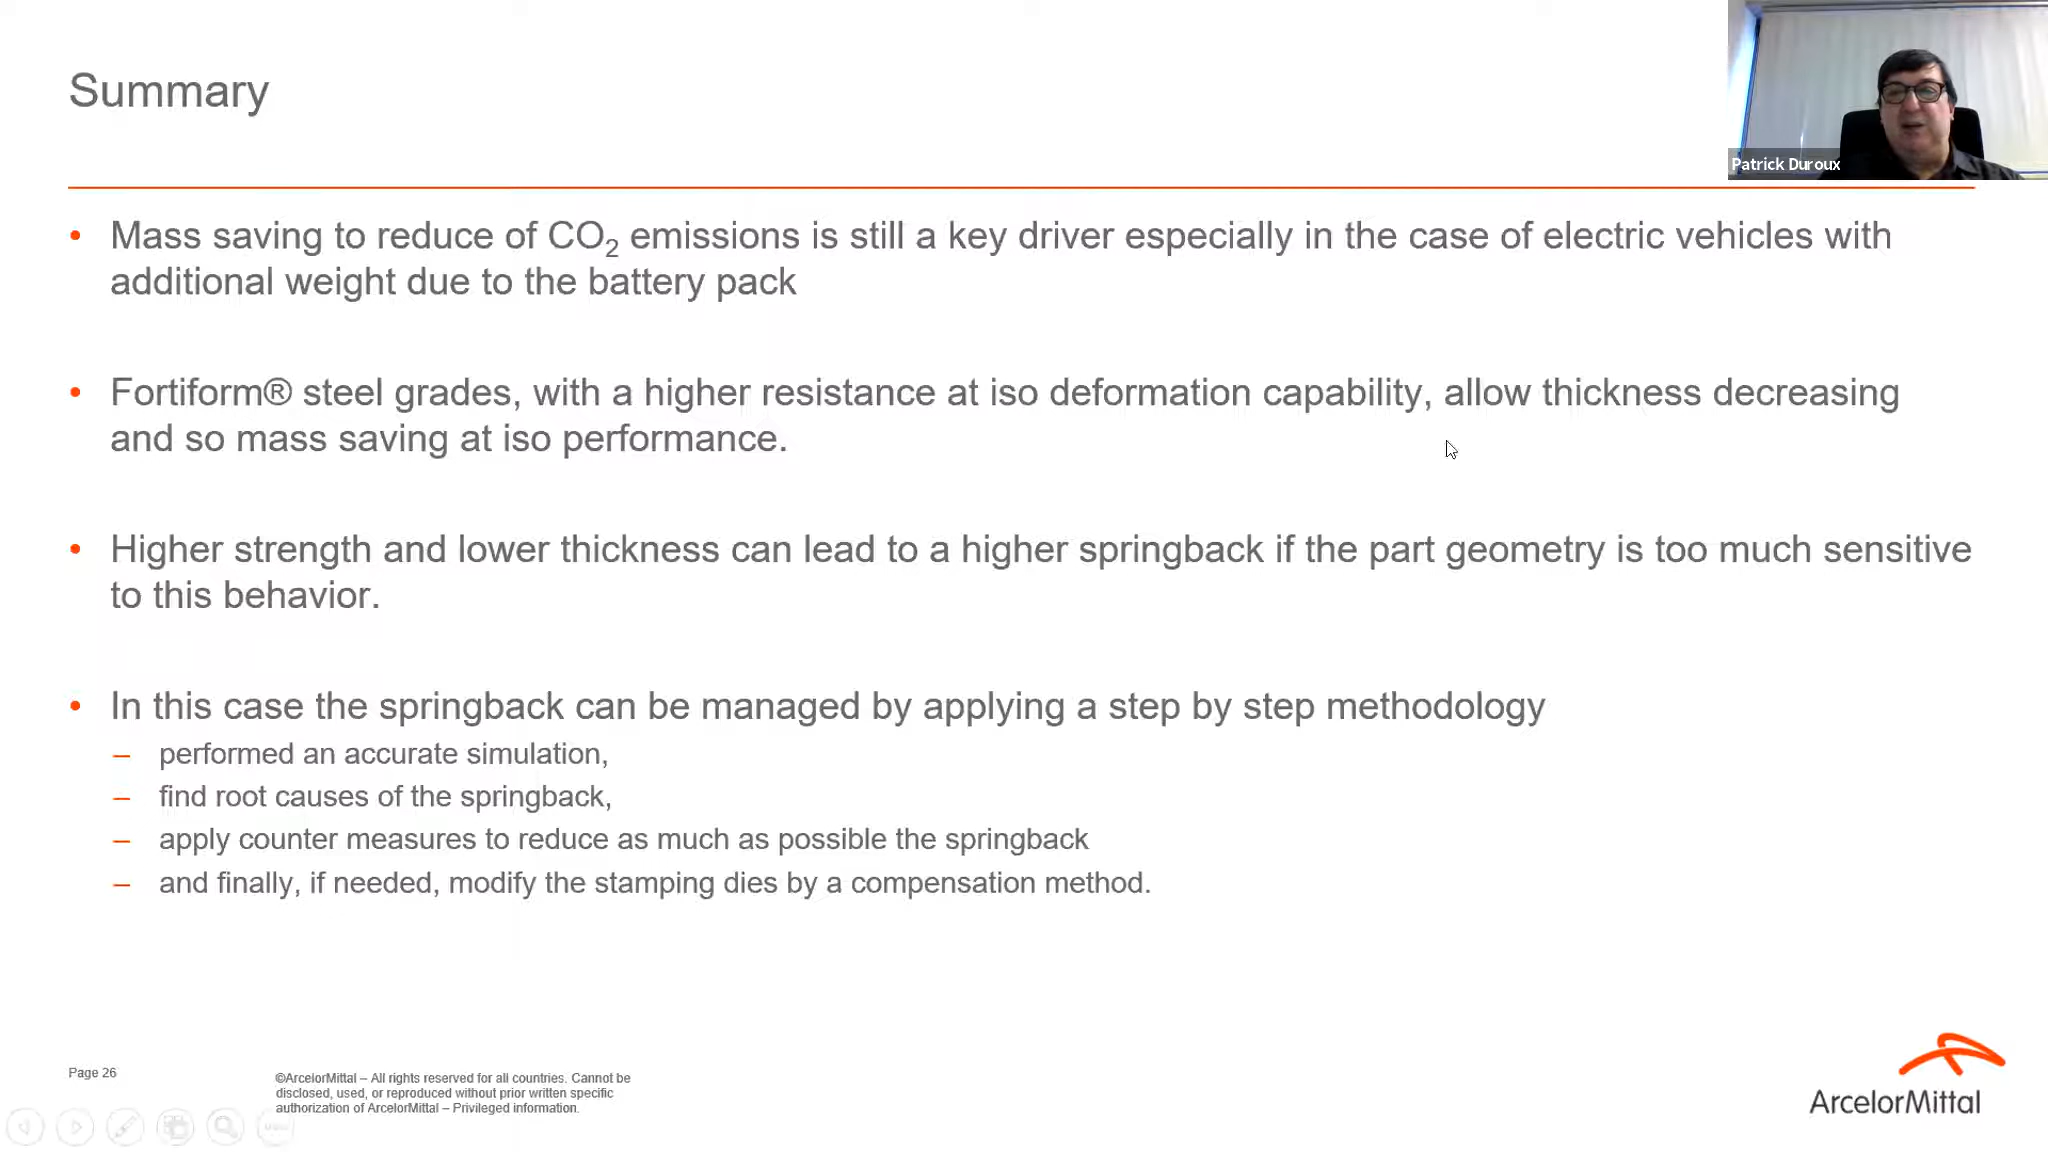 Summary
Patrick Duroux
• Mass saving to reduce of CO₂ emissions is still a key driver especially in the case of electric vehicles with
additional weight due to the battery pack
• Fortiform® steel grades, with a higher resistance at iso deformation capability, allow thickness decreasing
and so mass saving at iso performance.
• Higher strength and lower thickness can lead to a higher springback if the part geometry is too much sensitive
to this behavior.
• In this case the springback can be managed by applying a step by step methodology
– performed an accurate simulation,
– find root causes of the springback,
– apply counter measures to reduce as much as possible the springback
– and finally, if needed, modify the stamping dies by a compensation method.
Page 26
©ArcelorMittal – All rights reserved for all countries. Cannot be
disclosed, used, or reproduced without prior written specific
authorization of ArcelorMittal – Privileged information.
ArcelorMittal